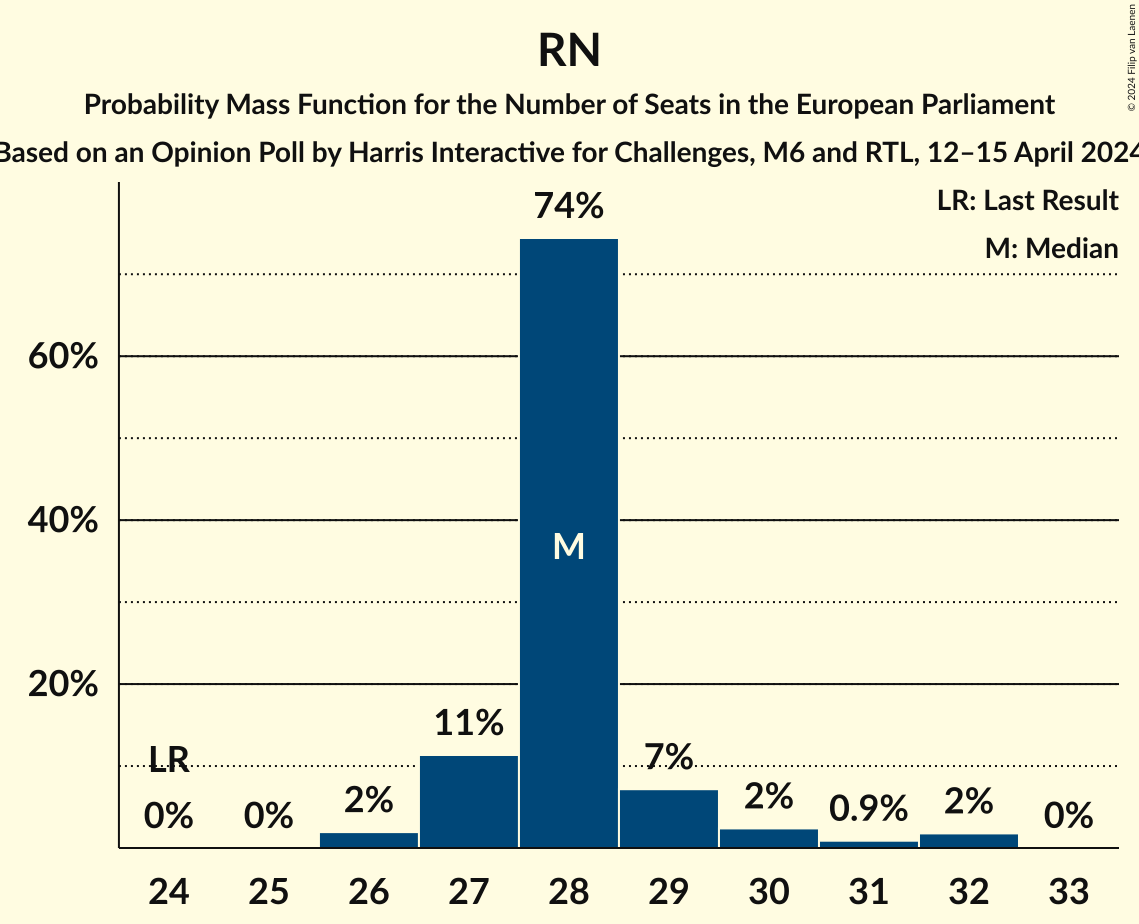 RN
Probability Mass Function for the Number of Seats in the European Parliament
Based on an Opinion Poll by Harris Interactive for Challenges, M6 and RTL, 12–15 April 2024
© 2024 Filip van Laenen
LR: Last Result
M: Median
74%
60%
40%
M
20%
11%
LR
7%
0%
0%
2%
2%
0.9%
2%
0%
24
25
26
27
28
29
30
31
32
33